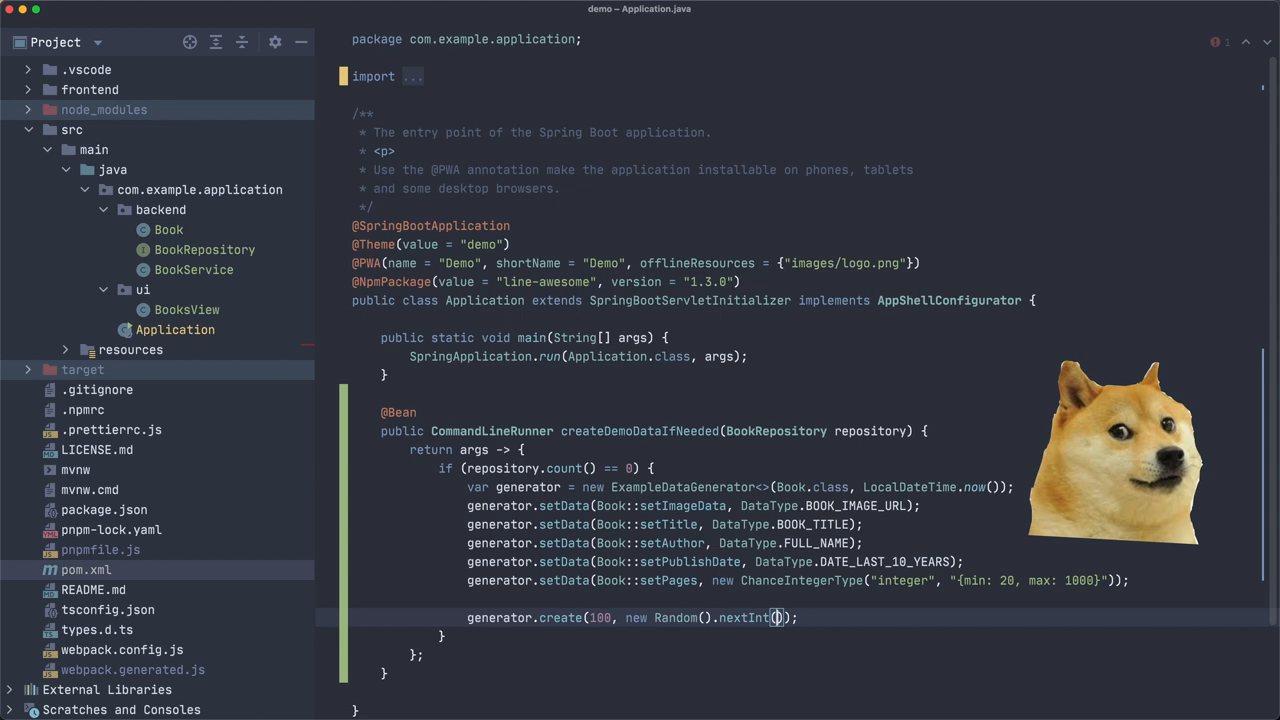 demo – Application.java
Project
.vscode
frontend
node_modules
src
main
java
com.example.application
backend
Book
BookRepository
BookService
ui
BooksView
Application
resources
target
.gitignore
.npmrc
.prettierrc.js
LICENSE.md
mvnw
mvnw.cmd
package.json
pnpm-lock.yaml
pnpmfile.js
pom.xml
README.md
tsconfig.json
types.d.ts
webpack.config.js
webpack.generated.js
External Libraries
Scratches and Consoles
1
package com.example.application;
import ...
/**
* The entry point of the Spring Boot application.
* <p>
* Use the @PWA annotation make the application installable on phones, tablets
* and some desktop browsers.
*/
@SpringBootApplication
@Theme(value = "demo")
@PWA(name = "Demo", shortName = "Demo", offlineResources = {"images/logo.png"})
@NpmPackage(value = "line-awesome", version = "1.3.0")
public class Application extends SpringBootServletInitializer implements AppShellConfigurator {
public static void main(String[] args) {
SpringApplication.run(Application.class, args);
}
@Bean
public CommandLineRunner createDemoDataIfNeeded(BookRepository repository) {
return args -> {
if (repository.count() == 0) {
var generator = new ExampleDataGenerator<>(Book.class, LocalDateTime.now());
generator.setData(Book::setImageData, DataType.BOOK_IMAGE_URL);
generator.setData(Book::setTitle, DataType.BOOK_TITLE);
generator.setData(Book::setAuthor, DataType.FULL_NAME);
generator.setData(Book::setPublishDate, DataType.DATE_LAST_10_YEARS);
generator.setData(Book::setPages, new ChanceIntegerType("integer", "{min: 20, max: 1000}"));
generator.create(100, new Random().nextInt());
}
};
}
}